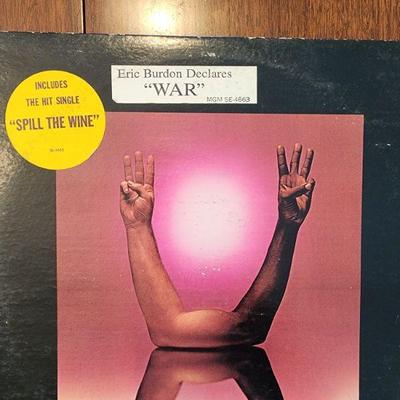 INCLUDES
THE HIT SINGLE
"SPILL THE WINE"
Eric Burdon Declares
"WAR"
MGM SE-4663